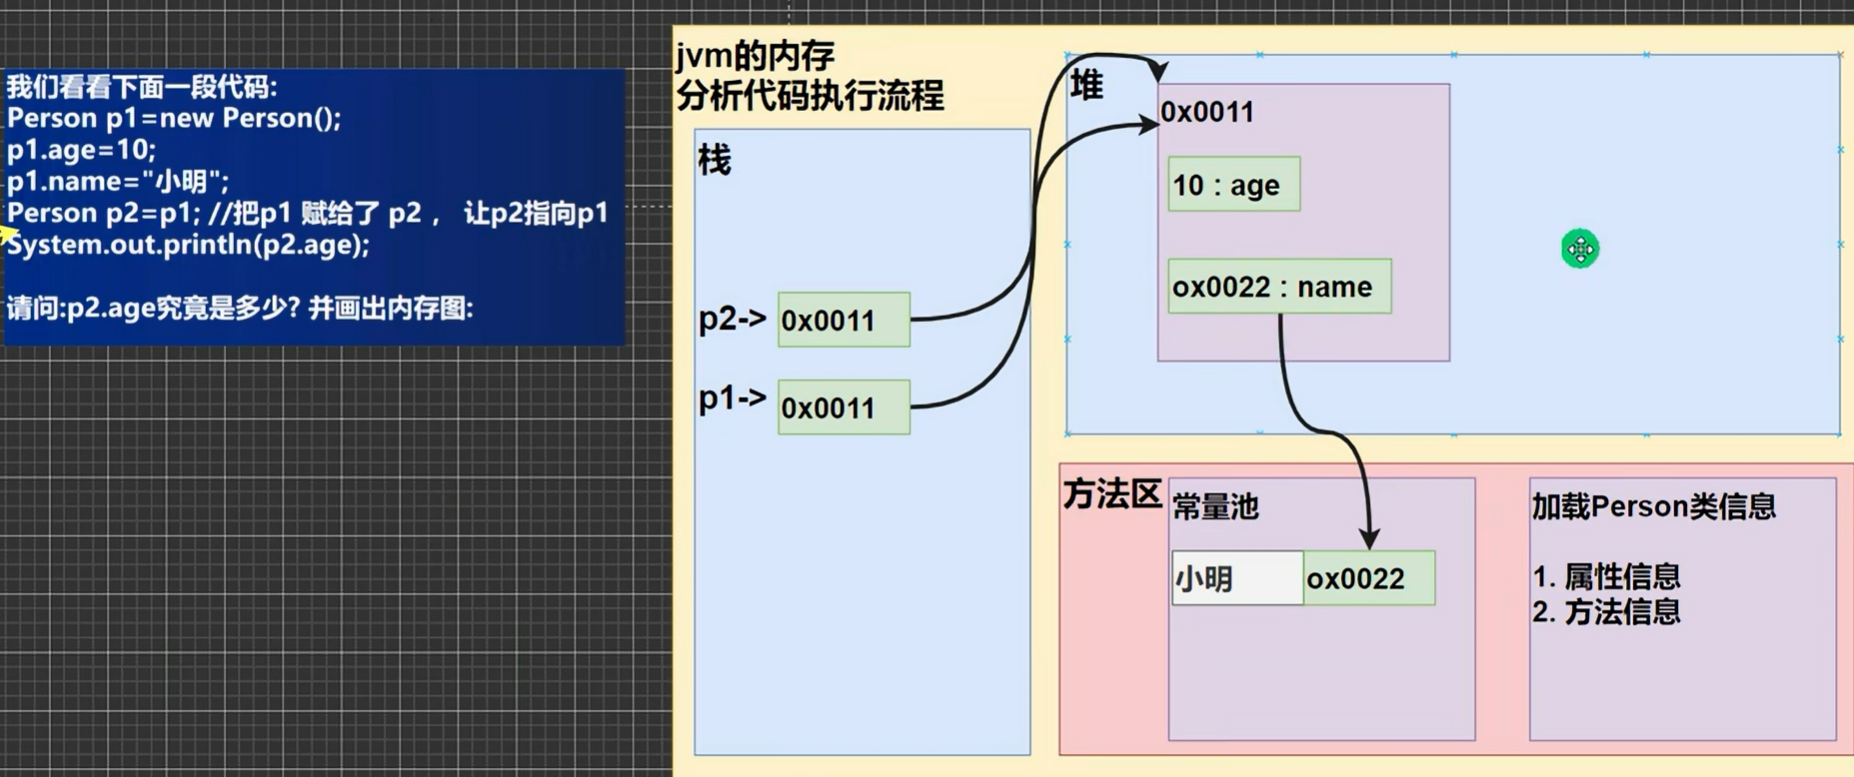 我们看看下面一段代码:
Person p1=new Person();
p1.age=10;
p1.name="小明";
Person p2=p1; //把p1 赋给了 p2 ， 让p2指向p1
System.out.println(p2.age);
请问:p2.age究竟是多少? 并画出内存图:
jvm的内存
分析代码执行流程
栈
p2-> 0x0011
p1-> 0x0011
堆
0x0011
10 : age
ox0022 : name
方法区
常量池
小明 ox0022
加载Person类信息
1. 属性信息
2. 方法信息